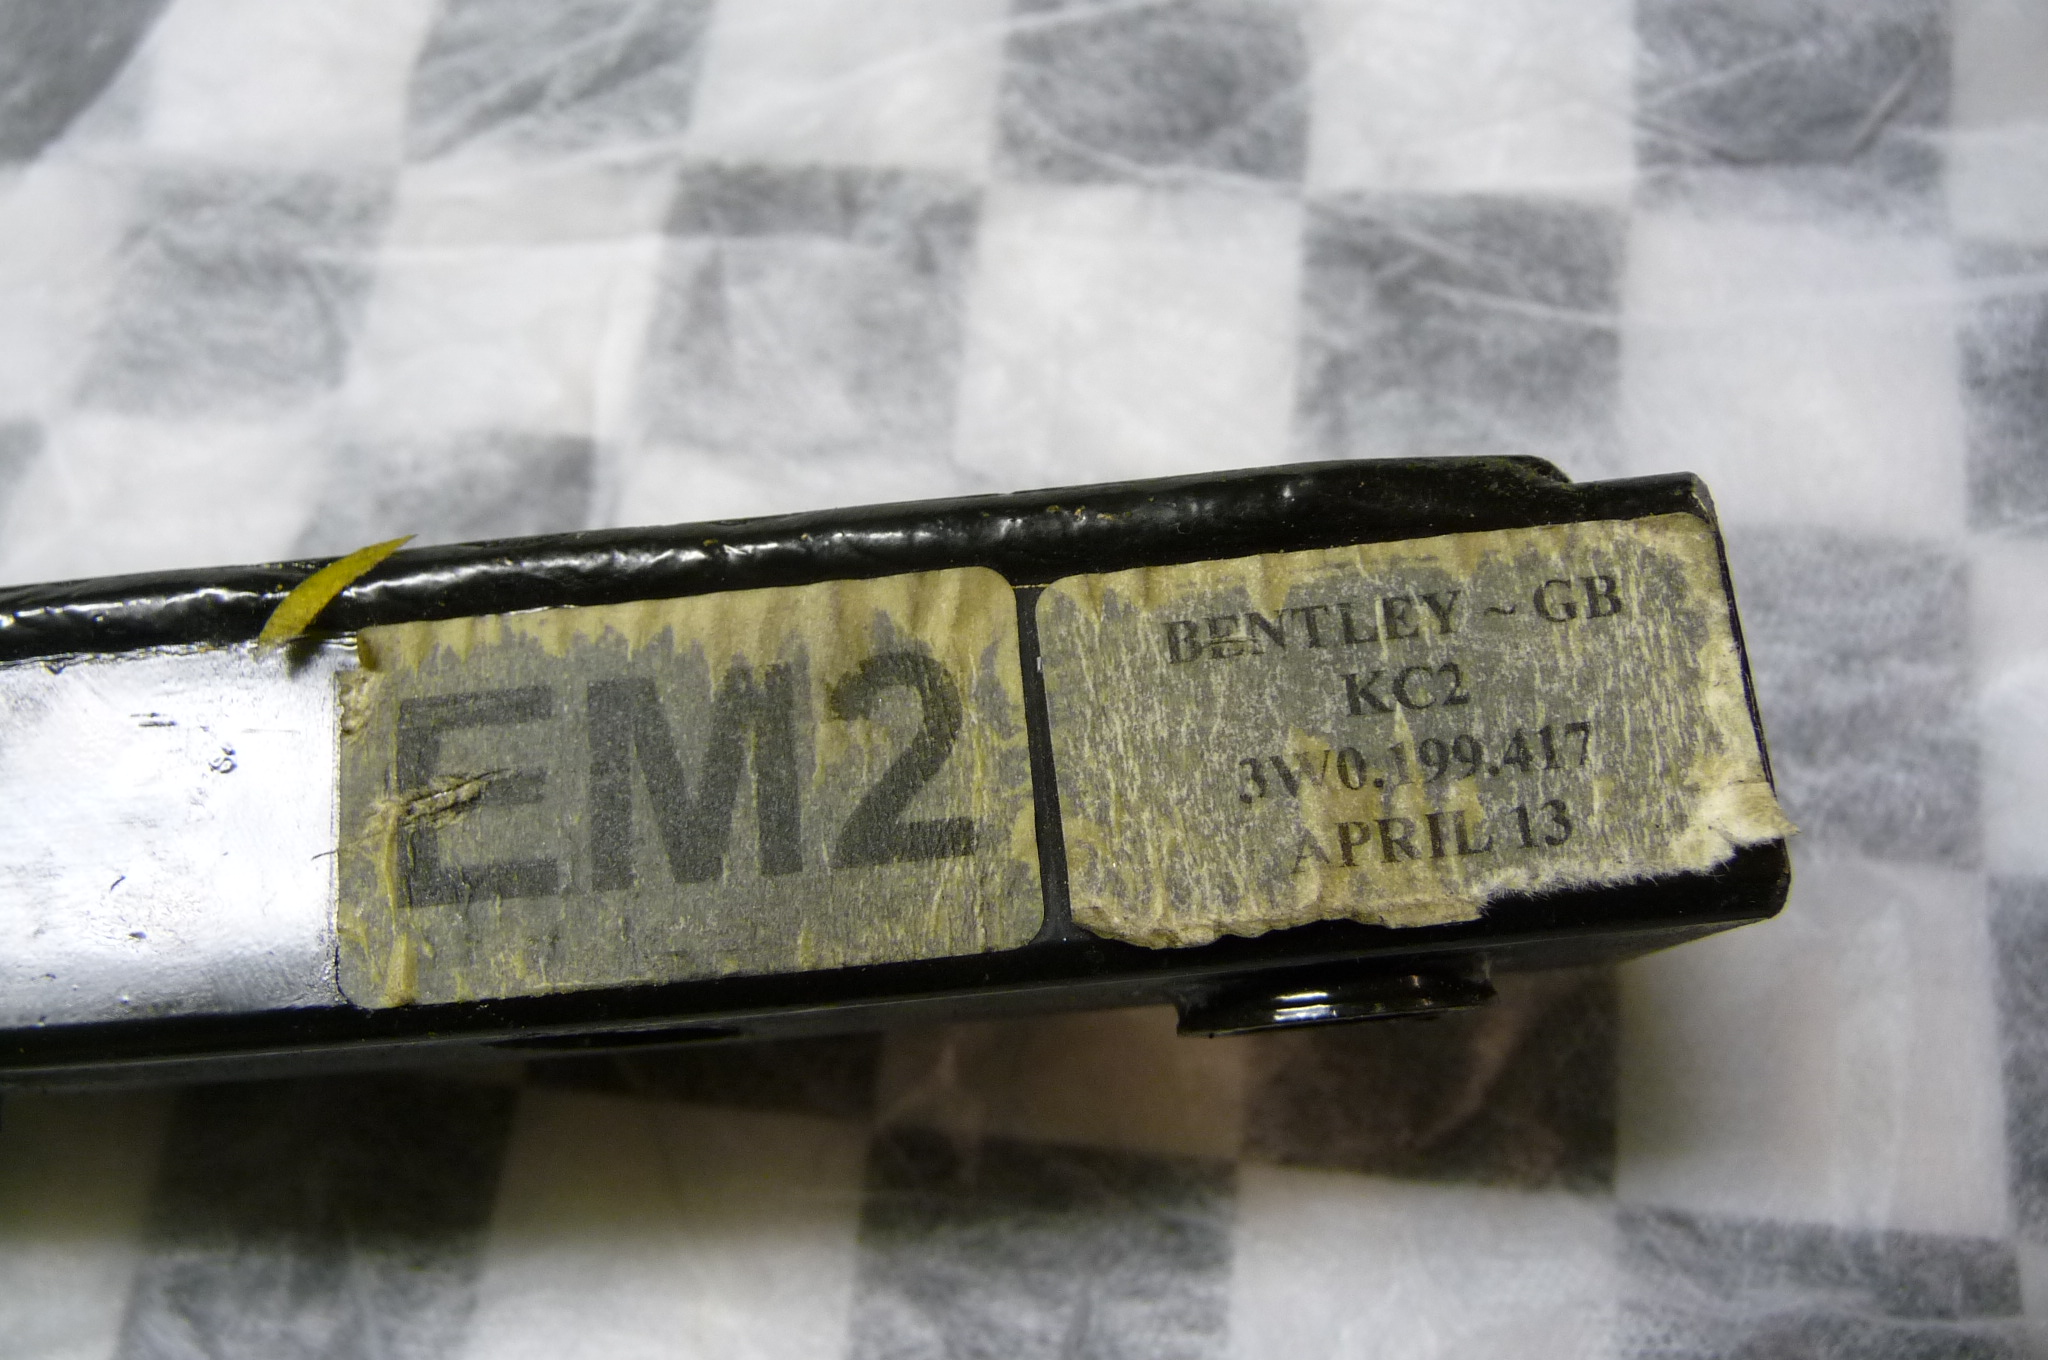 EM2
BENTLEY ~ GB
KC2
3W0.199.417
APRIL 13